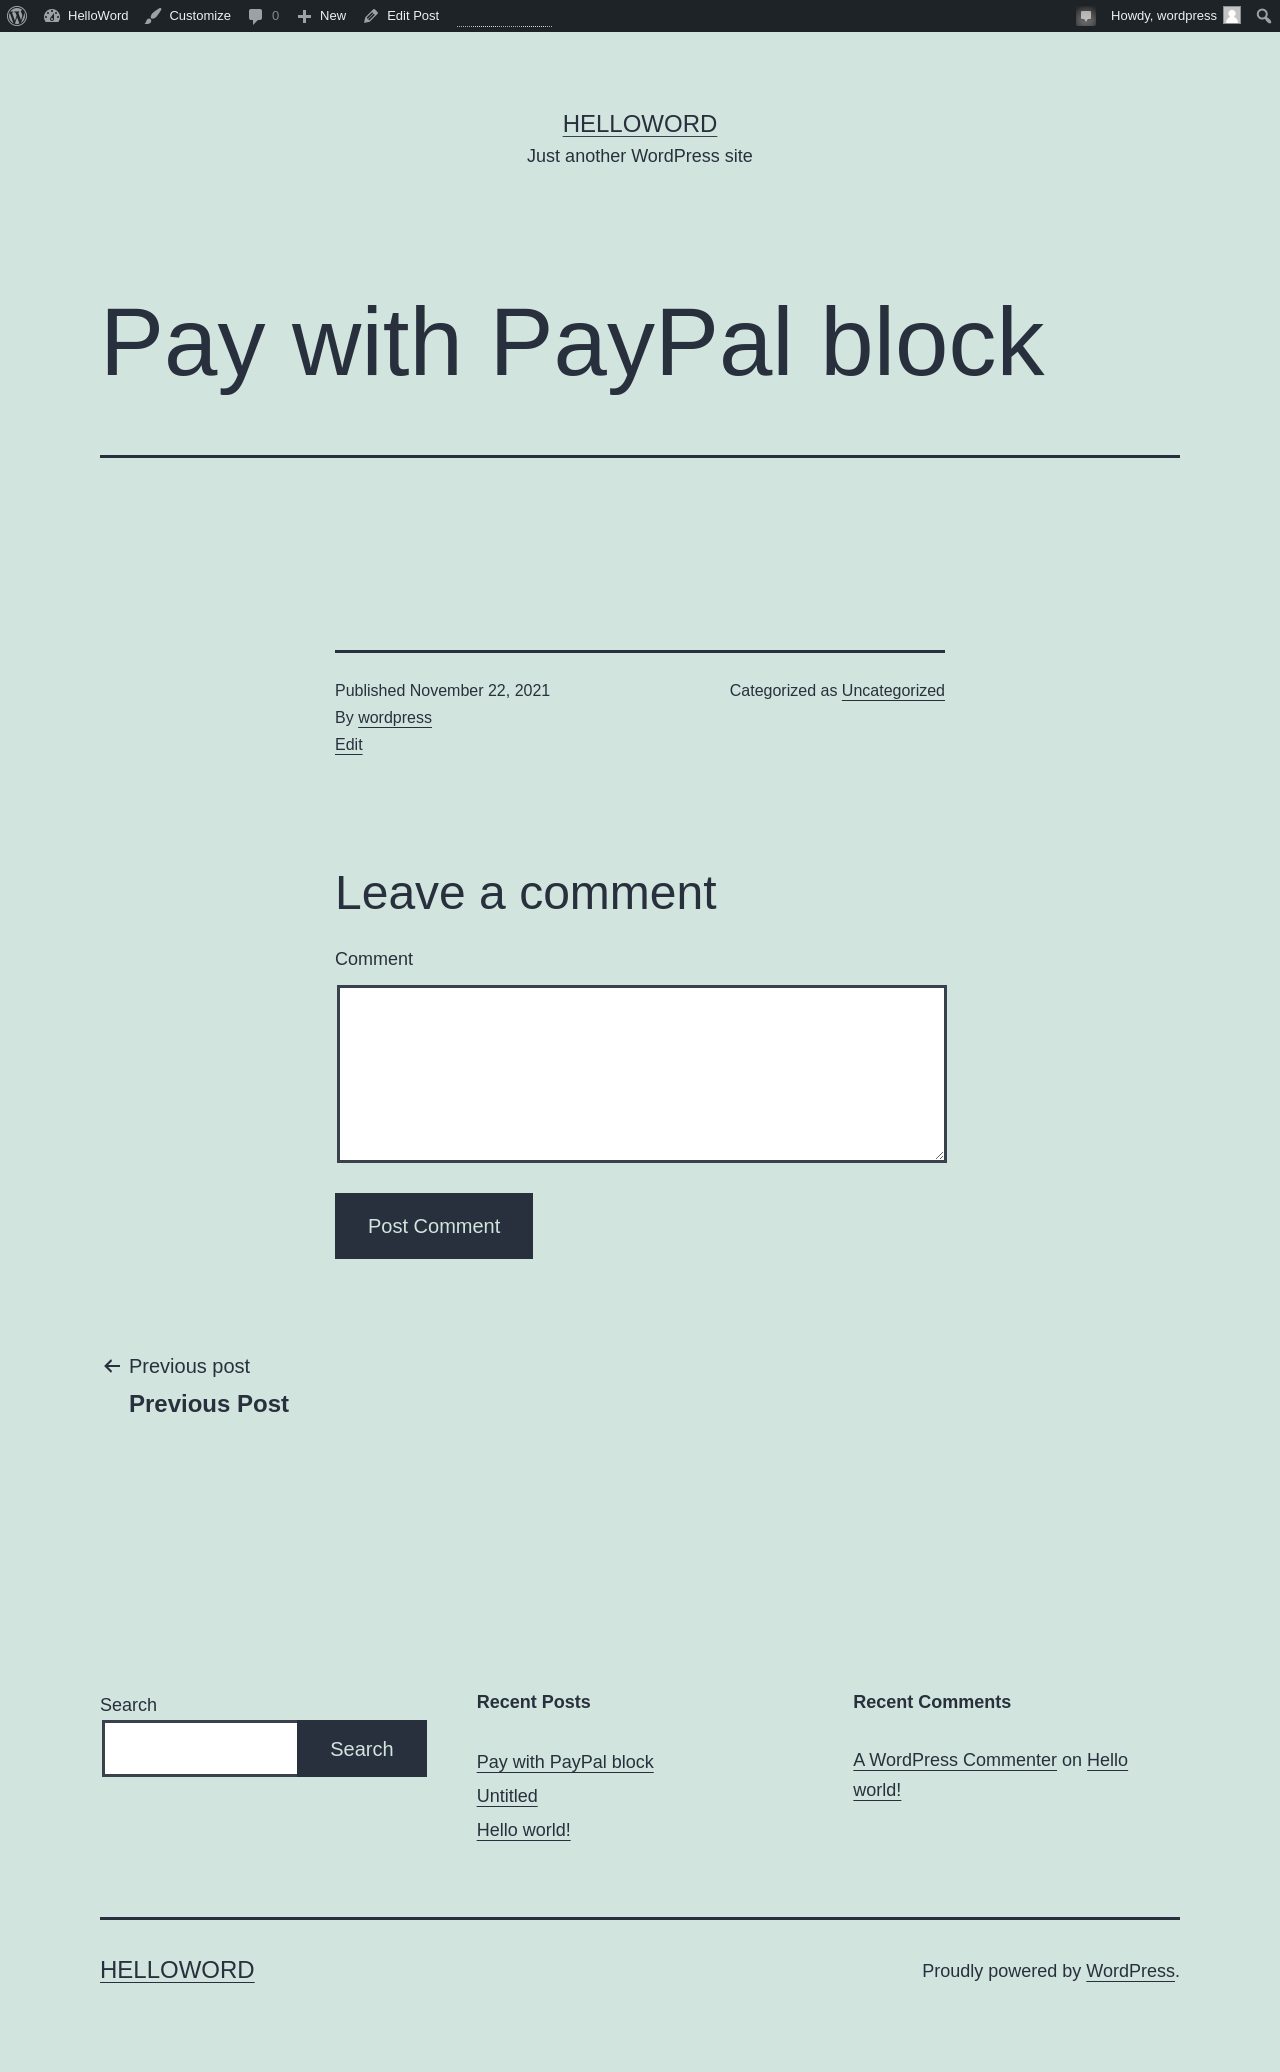 HelloWord Customize 0 New Edit Post Howdy, wordpress
HELLOWORD
Just another WordPress site
Pay with PayPal block
Published November 22, 2021
Categorized as Uncategorized
By wordpress
Edit
Leave a comment
Comment
Post Comment
Previous post
Previous Post
Search
Search
Recent Posts
Pay with PayPal block
Untitled
Hello world!
Recent Comments
A WordPress Commenter on Hello
world!
HELLOWORD
Proudly powered by WordPress.